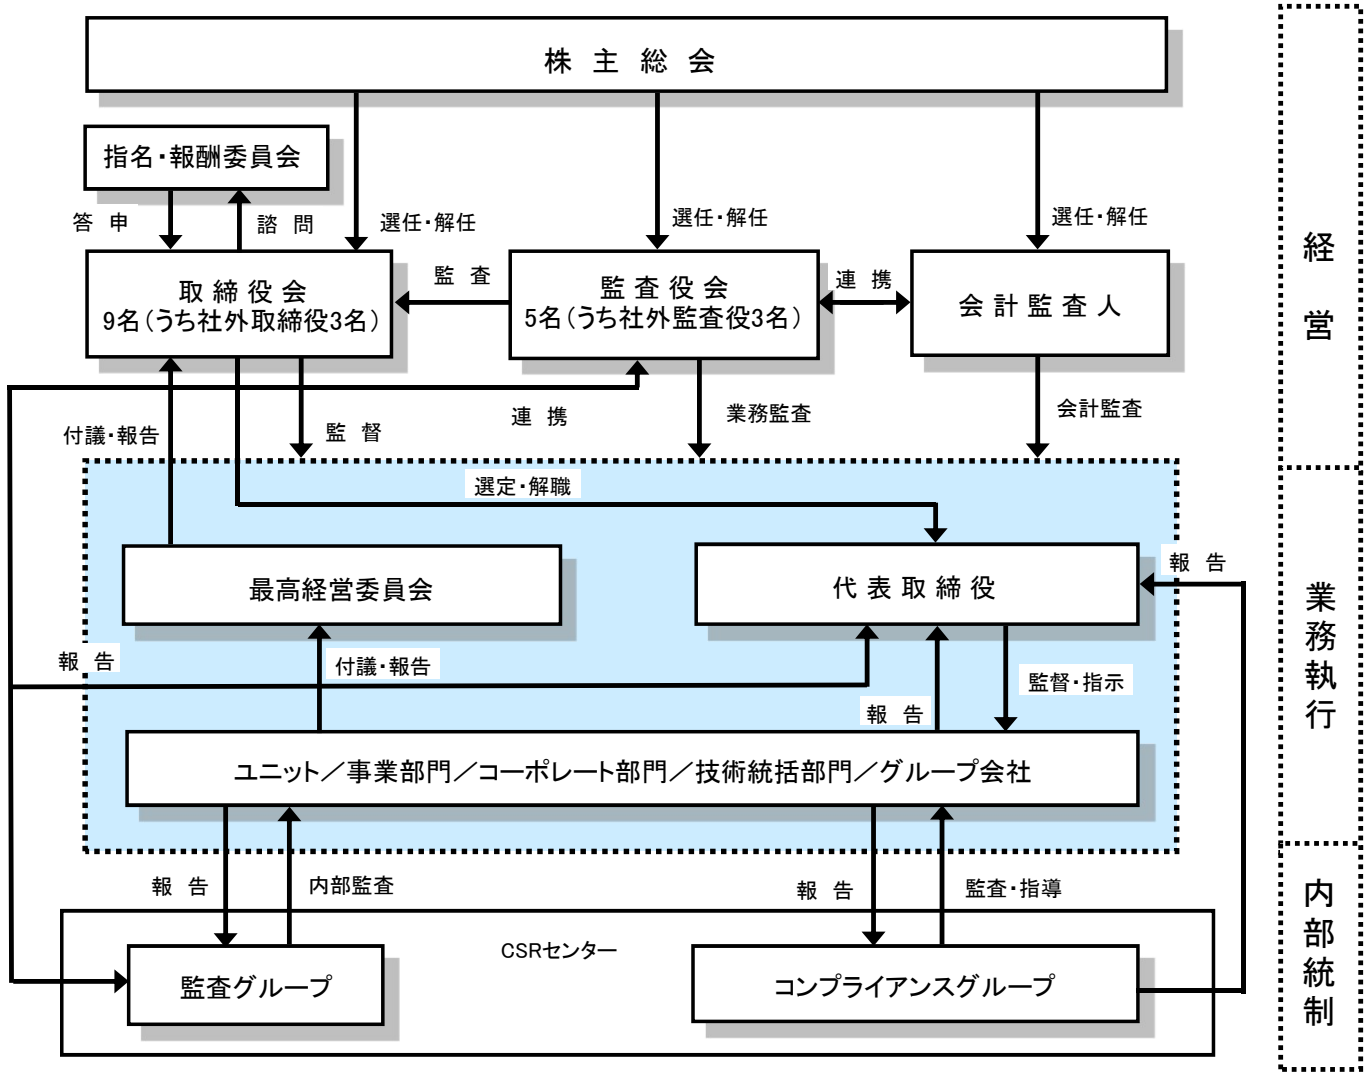 株 主 総 会
指名・報酬委員会
答 申
諮 問
選任・解任
選任・解任
選任・解任
取 締 役 会
9名(うち社外取締役3名)
監 査
監 査 役 会
5名(うち社外監査役3名)
連 携
会 計 監 査 人
経営
付議・報告
監 督
連 携
業務監査
会計監査
選定・解職
最高経営委員会
代 表 取 締 役
報 告
業務執行
報 告
付議・報告
報 告
監督・指示
ユニット/事業部門/コーポレート部門/技術統括部門/グループ会社
報 告
内部監査
報 告
監査・指導
内部統制
CSRセンター
監査グループ
コンプライアンスグループ